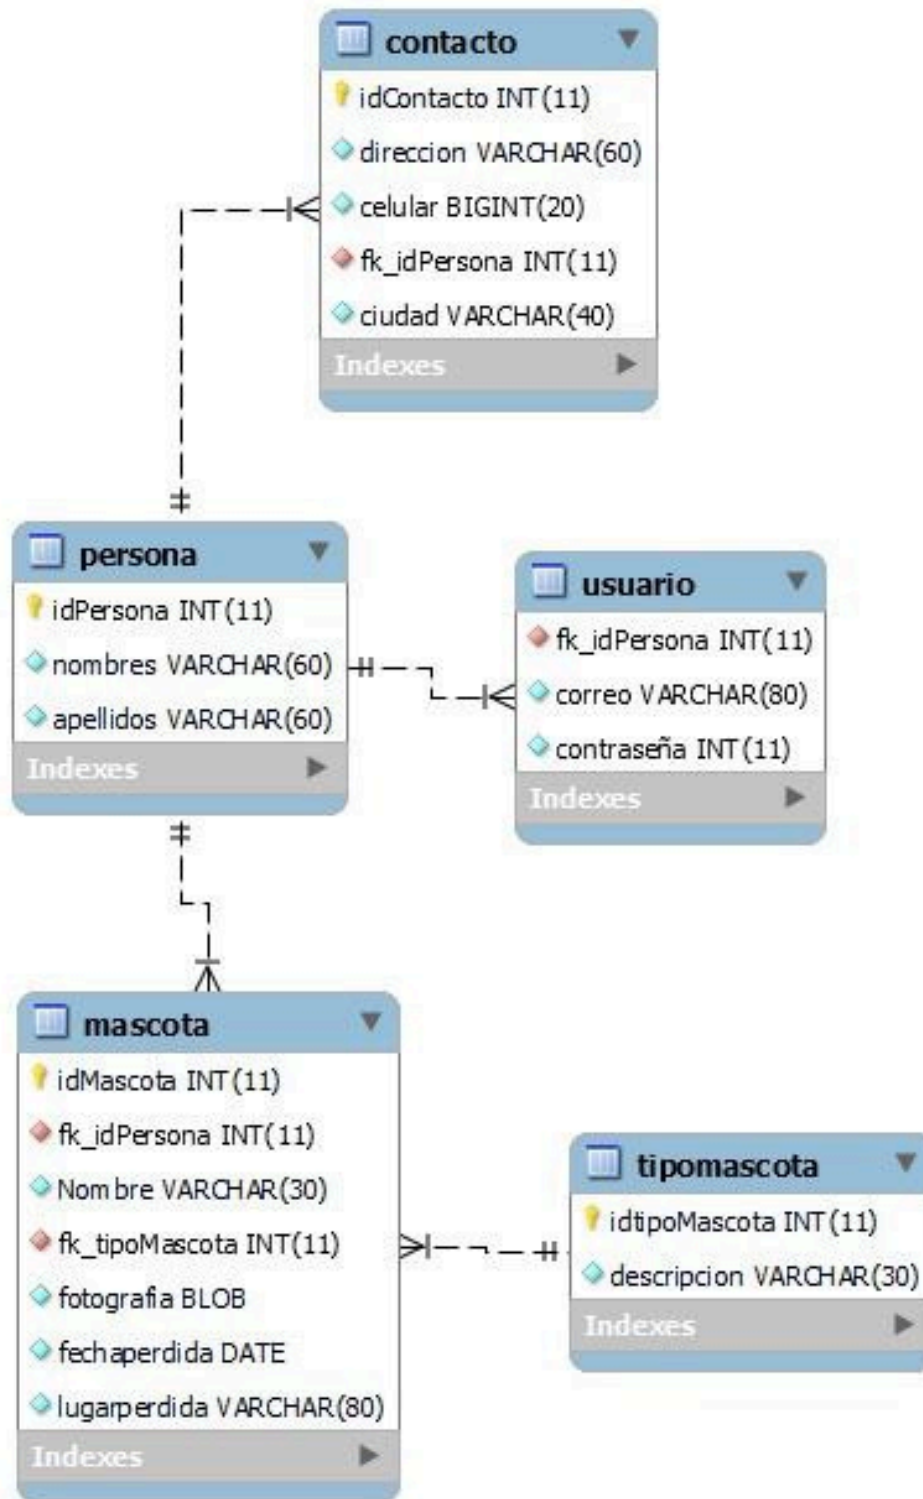 contacto
idContacto INT(11)
direccion VARCHAR(60)
celular BIGINT(20)
fk_idPersona INT(11)
ciudad VARCHAR(40)
Indexes
persona
idPersona INT(11)
nombres VARCHAR(60)
apellidos VARCHAR(60)
Indexes
usuario
fk_idPersona INT(11)
correo VARCHAR(80)
contraseña INT(11)
Indexes
mascota
idMascota INT(11)
fk_idPersona INT(11)
Nombre VARCHAR(30)
fk_tipoMascota INT(11)
fotografia BLOB
fechaperdida DATE
lugarperdida VARCHAR(80)
Indexes
tipomascota
idtipoMascota INT(11)
descripcion VARCHAR(30)
Indexes